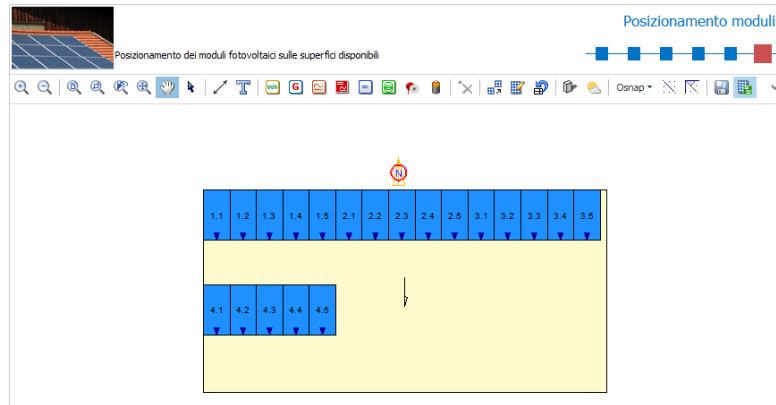 Posizionamento moduli
Posizionamento dei moduli fotovoltaici sulle superfici disponibili
T Wh G Osnap
N
1.1 1.2 1.3 1.4 1.5 2.1 2.2 2.3 2.4 2.5 3.1 3.2 3.3 3.4 3.5
4.1 4.2 4.3 4.4 4.5